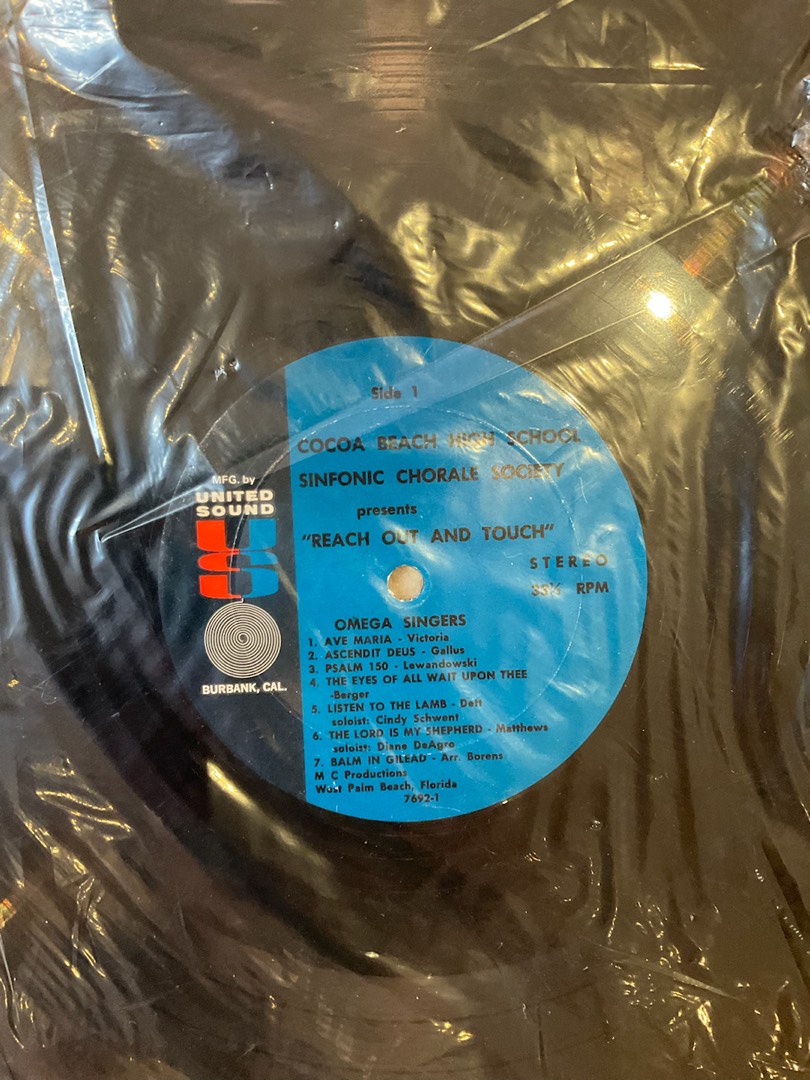 Side 1
COCOA BEACH HIGH SCHOOL
SINFONIC CHORALE SOCIETY
presents
"REACH OUT AND TOUCH"
STEREO
33⅓ RPM
MFG. by
UNITED
SOUND
US
BURBANK, CAL.
OMEGA SINGERS
1. AVE MARIA - Victoria
2. ASCENDIT DEUS - Gallus
3. PSALM 150 - Lewandowski
4. THE EYES OF ALL WAIT UPON THEE
-Berger
5. LISTEN TO THE LAMB - Dett
soloist: Cindy Schwent
6. THE LORD IS MY SHEPHERD - Matthews
soloist: Diane DeAgro
7. BALM IN GILEAD - Arr. Borens
M C Productions
West Palm Beach, Florida
7692-1